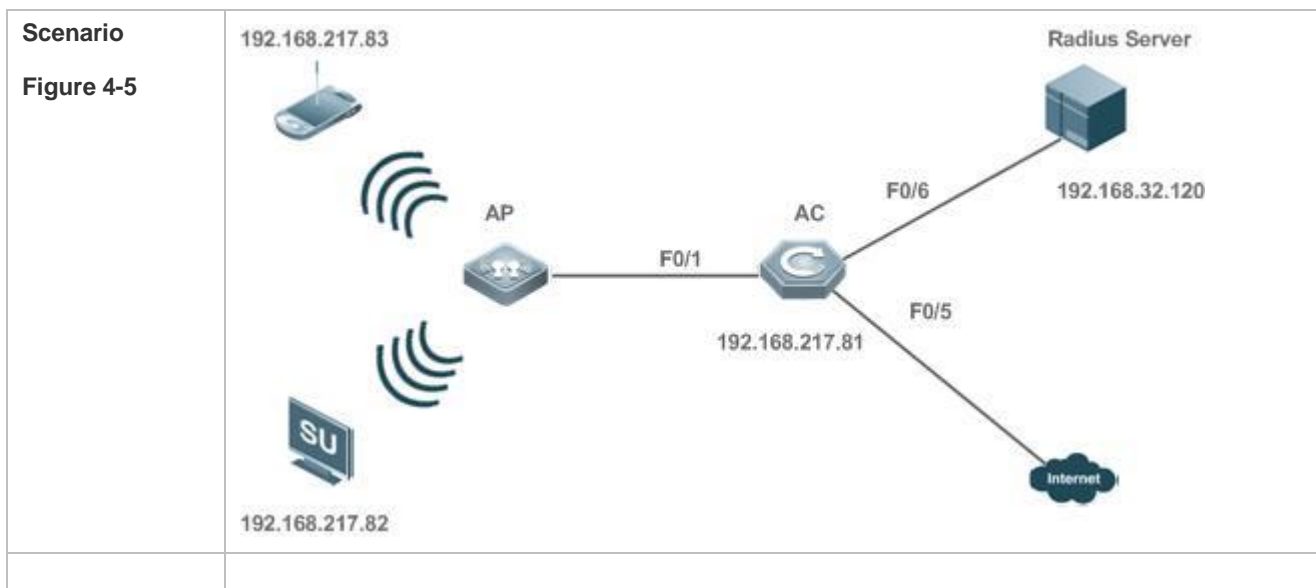 Scenario
Figure 4-5
192.168.217.83
Radius Server
F0/6
192.168.32.120
AP
AC
F0/1
F0/5
192.168.217.81
SU
Internet
192.168.217.82